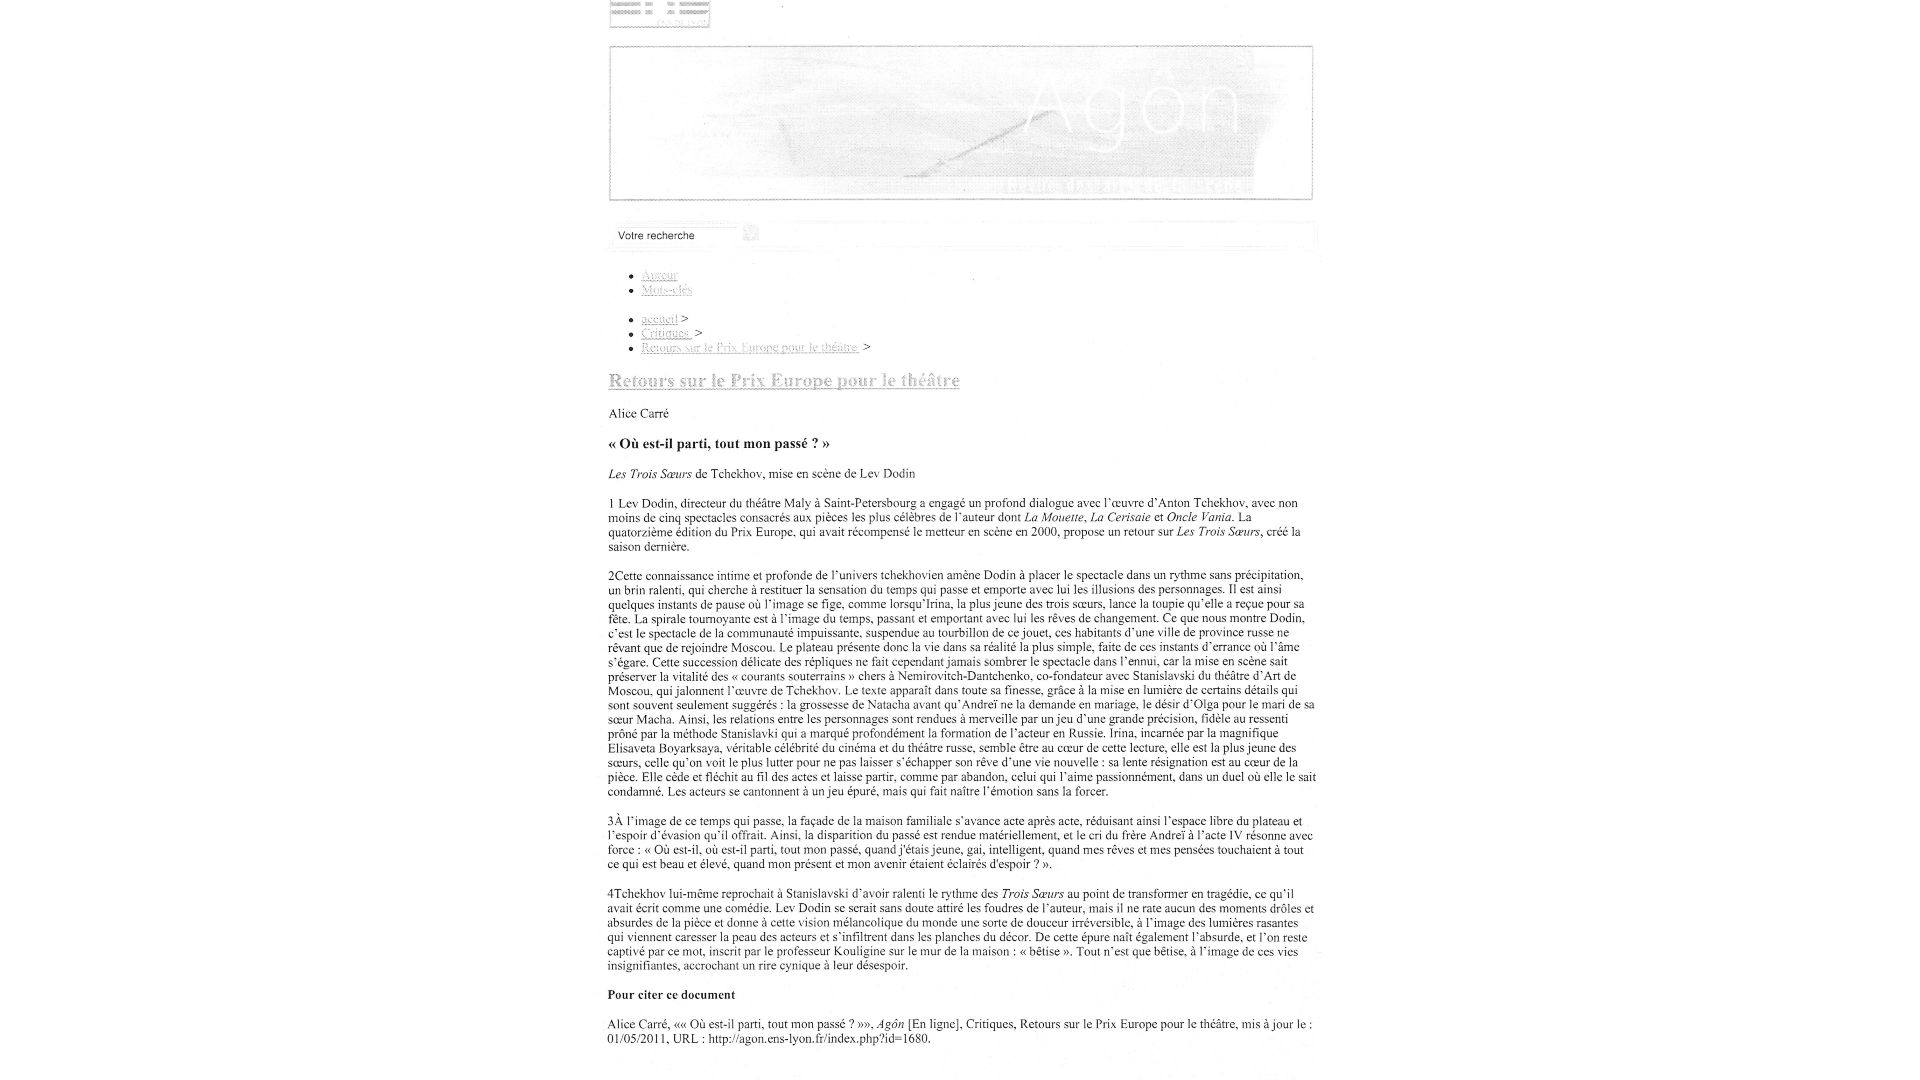 ENS DE LYON
Agôn
Votre recherche
Auteur
Mots-clés
accueil >
Critiques >
Retours sur le Prix Europe pour le théâtre >
Retours sur le Prix Europe pour le théâtre
Alice Carré
« Où est-il parti, tout mon passé ? »
Les Trois Sœurs de Tchekhov, mise en scène de Lev Dodin
1 Lev Dodin, directeur du théâtre Maly à Saint-Petersbourg a engagé un profond dialogue avec l’œuvre d’Anton Tchekhov, avec non
moins de cinq spectacles consacrés aux pièces les plus célèbres de l’auteur dont La Mouette, La Cerisaie et Oncle Vania. La
quatorzième édition du Prix Europe, qui avait récompensé le metteur en scène en 2000, propose un retour sur Les Trois Sœurs, créé la
saison dernière.
2Cette connaissance intime et profonde de l’univers tchekhovien amène Dodin à placer le spectacle dans un rythme sans précipitation,
un brin ralenti, qui cherche à restituer la sensation du temps qui passe et emporte avec lui les illusions des personnages. Il est ainsi
quelques instants de pause où l’image se fige, comme lorsqu’Irina, la plus jeune des trois sœurs, lance la toupie qu’elle a reçue pour sa
fête. La spirale tournoyante est à l’image du temps, passant et emportant avec lui les rêves de changement. Ce que nous montre Dodin,
c’est le spectacle de la communauté impuissante, suspendue au tourbillon de ce jouet, ces habitants d’une ville de province russe ne
rêvant que de rejoindre Moscou. Le plateau présente donc la vie dans sa réalité la plus simple, faite de ces instants d’errance où l’âme
s’égare. Cette succession délicate des répliques ne fait cependant jamais sombrer le spectacle dans l’ennui, car la mise en scène sait
préserver la vitalité des « courants souterrains » chers à Nemirovitch-Dantchenko, co-fondateur avec Stanislavski du théâtre d’Art de
Moscou, qui jalonnent l’œuvre de Tchekhov. Le texte apparaît dans toute sa finesse, grâce à la mise en lumière de certains détails qui
sont souvent seulement suggérés : la grossesse de Natacha avant qu’Andreï ne la demande en mariage, le désir d’Olga pour le mari de sa
sœur Macha. Ainsi, les relations entre les personnages sont rendues à merveille par un jeu d’une grande précision, fidèle au ressenti
prôné par la méthode Stanislavki qui a marqué profondément la formation de l’acteur en Russie. Irina, incarnée par la magnifique
Elisaveta Boyarksaya, véritable célébrité du cinéma et du théâtre russe, semble être au cœur de cette lecture, elle est la plus jeune des
sœurs, celle qu’on voit le plus lutter pour ne pas laisser s’échapper son rêve d’une vie nouvelle : sa lente résignation est au cœur de la
pièce. Elle cède et fléchit au fil des actes et laisse partir, comme par abandon, celui qui l’aime passionnément, dans un duel où elle le sait
condamné. Les acteurs se cantonnent à un jeu épuré, mais qui fait naître l’émotion sans la forcer.
3À l’image de ce temps qui passe, la façade de la maison familiale s’avance acte après acte, réduisant ainsi l’espace libre du plateau et
l’espoir d’évasion qu’il offrait. Ainsi, la disparition du passé est rendue matériellement, et le cri du frère Andreï à l’acte IV résonne avec
force : « Où est-il, où est-il parti, tout mon passé, quand j'étais jeune, gai, intelligent, quand mes rêves et mes pensées touchaient à tout
ce qui est beau et élevé, quand mon présent et mon avenir étaient éclairés d'espoir ? ».
4Tchekhov lui-même reprochait à Stanislavski d’avoir ralenti le rythme des Trois Sœurs au point de transformer en tragédie, ce qu’il
avait écrit comme une comédie. Lev Dodin se serait sans doute attiré les foudres de l’auteur, mais il ne rate aucun des moments drôles et
absurdes de la pièce et donne à cette vision mélancolique du monde une sorte de douceur irréversible, à l’image des lumières rasantes
qui viennent caresser la peau des acteurs et s’infiltrent dans les planches du décor. De cette épure naît également l’absurde, et l’on reste
captivé par ce mot, inscrit par le professeur Kouligine sur le mur de la maison : « bêtise ». Tout n’est que bêtise, à l’image de ces vies
insignifiantes, accrochant un rire cynique à leur désespoir.
Pour citer ce document
Alice Carré, «« Où est-il parti, tout mon passé ? »», Agôn [En ligne], Critiques, Retours sur le Prix Europe pour le théâtre, mis à jour le :
01/05/2011, URL : http://agon.ens-lyon.fr/index.php?id=1680.